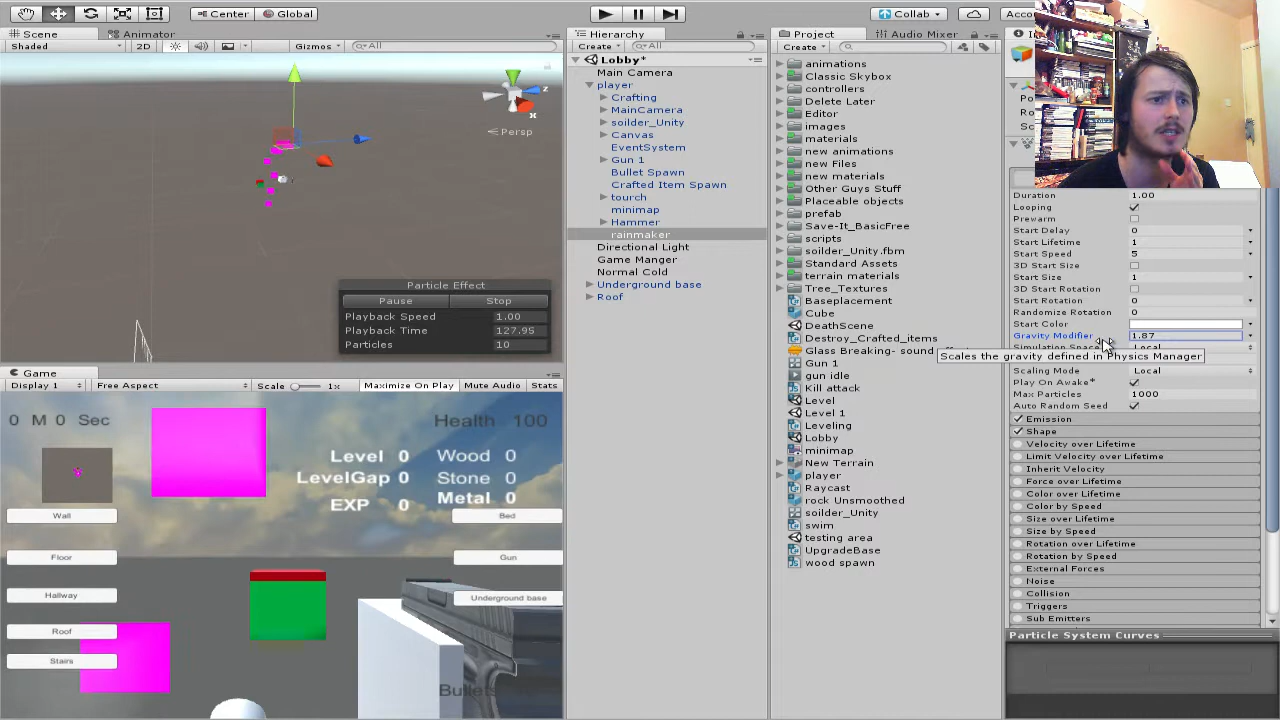 Center
Global
Collab
Accou
Scene
Animator
Shaded
2D
Gizmos
All
z
x
Persp
Particle Effect
Pause
Stop
Playback Speed 1.00
Playback Time 127.95
Particles 10
Game
Display 1
Free Aspect
Scale
1x
Maximize On Play
Mute Audio
Stats
0 M 0 Sec
Health 100
Level 0
Wood 0
LevelGap 0
Stone 0
EXP 0
Metal 0
Wall
Bed
Floor
Gun
Hallway
Underground base
Roof
Stairs
Bullets
Hierarchy
Create
All
Lobby*
Main Camera
player
Crafting
MainCamera
soilder_Unity
Canvas
EventSystem
Gun 1
Bullet Spawn
Crafted Item Spawn
tourch
minimap
Hammer
rainmaker
Directional Light
Game Manger
Normal Cold
Underground base
Roof
Project
Audio Mixer
Create
animations
Classic Skybox
controllers
Delete Later
Editor
images
materials
new animations
new Files
new materials
Other Guys Stuff
Placeable objects
prefab
Save-It_BasicFree
scripts
soilder_Unity.fbm
Standard Assets
terrain materials
Tree_Textures
Baseplacement
Cube
DeathScene
Destroy_Crafted_items
Glass Breaking- sound
Gun 1
gun idle
Kill attack
Level
Level 1
Leveling
Lobby
minimap
New Terrain
player
Raycast
rock Unsmoothed
soilder_Unity
swim
testing area
UpgradeBase
wood spawn
Po
Ro
Sc
Duration 1.00
Looping
Prewarm
Start Delay 0
Start Lifetime 1
Start Speed 5
3D Start Size
Start Size 1
3D Start Rotation
Start Rotation 0
Randomize Rotation 0
Start Color
Gravity Modifier 1.87
Simulation Space Local
Scales the gravity defined in Physics Manager
Scaling Mode Local
Play On Awake*
Max Particles 1000
Auto Random Seed
Emission
Shape
Velocity over Lifetime
Limit Velocity over Lifetime
Inherit Velocity
Force over Lifetime
Color over Lifetime
Color by Speed
Size over Lifetime
Size by Speed
Rotation over Lifetime
Rotation by Speed
External Forces
Noise
Collision
Triggers
Sub Emitters
Particle System Curves